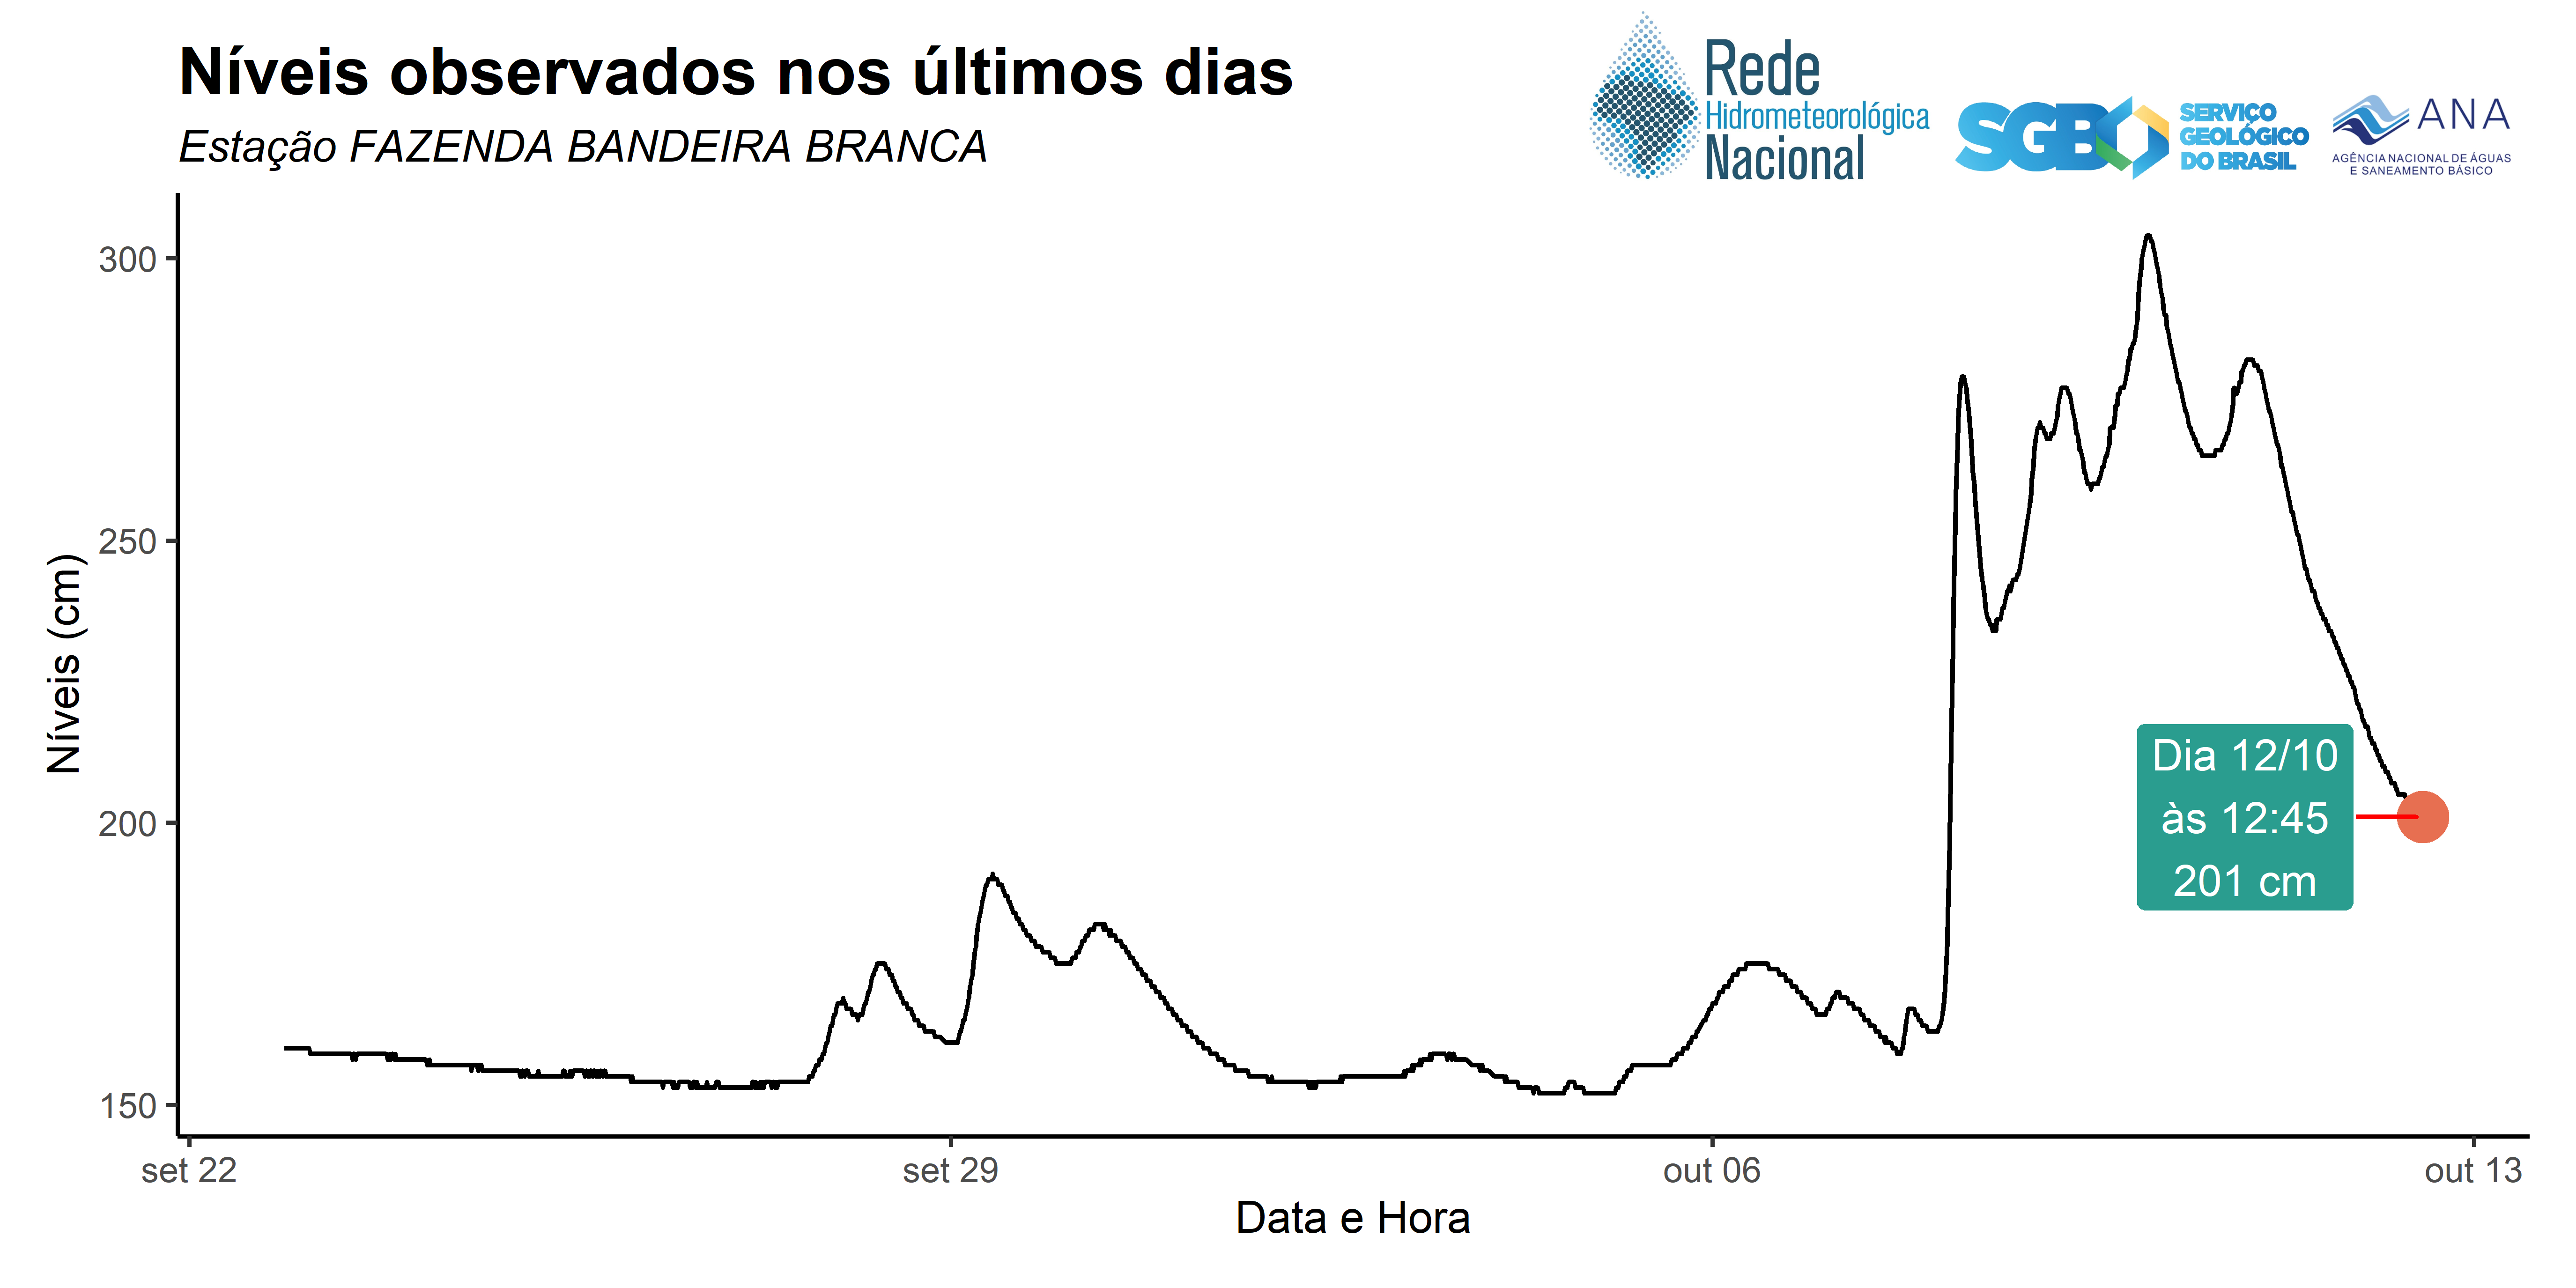 Níveis observados nos últimos dias
Estação FAZENDA BANDEIRA BRANCA
Rede
Hidrometeorológica
Nacional
SGB
SERVIÇO
GEOLÓGICO
DO BRASIL
ANA
AGÊNCIA NACIONAL DE ÁGUAS
E SANEAMENTO BÁSICO
Níveis (cm)
300
250
200
150
Dia 12/10
às 12:45
201 cm
set 22
set 29
out 06
out 13
Data e Hora